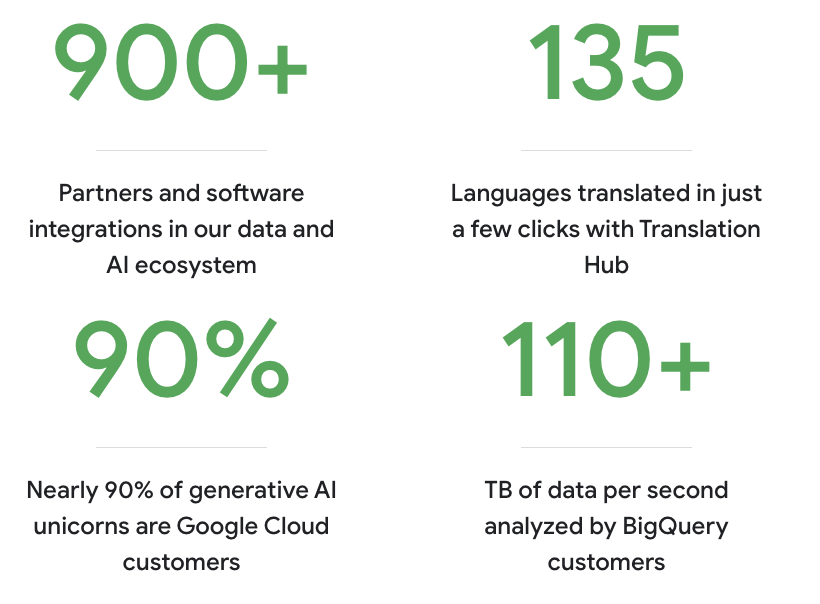 900+
Partners and software
integrations in our data and
AI ecosystem
135
Languages translated in just
a few clicks with Translation
Hub
90%
Nearly 90% of generative AI
unicorns are Google Cloud
customers
110+
TB of data per second
analyzed by BigQuery
customers